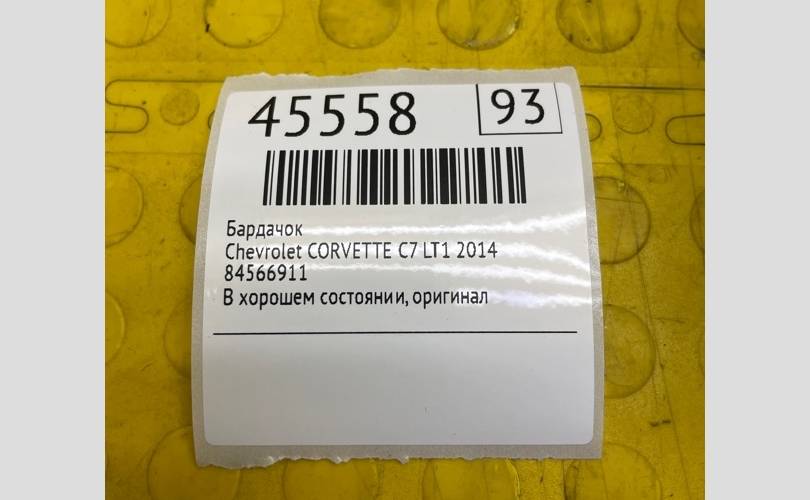 45558 93
Бардачок
Chevrolet CORVETTE C7 LT1 2014
84566911
В хорошем состоянии, оригинал